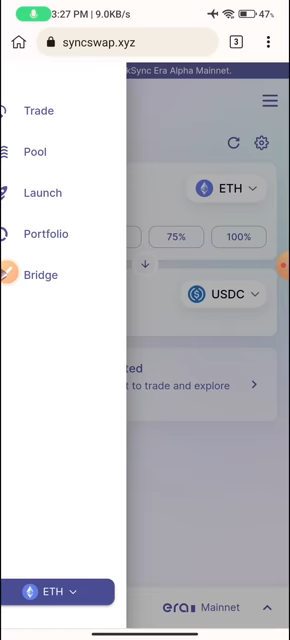 3:27 PM | 9.0KB/s
47%
syncswap.xyz
3
kSync Era Alpha Mainnet.
Trade
Pool
Launch
Portfolio
Bridge
ETH
75%
100%
USDC
ted
t to trade and explore
ETH
era Mainnet